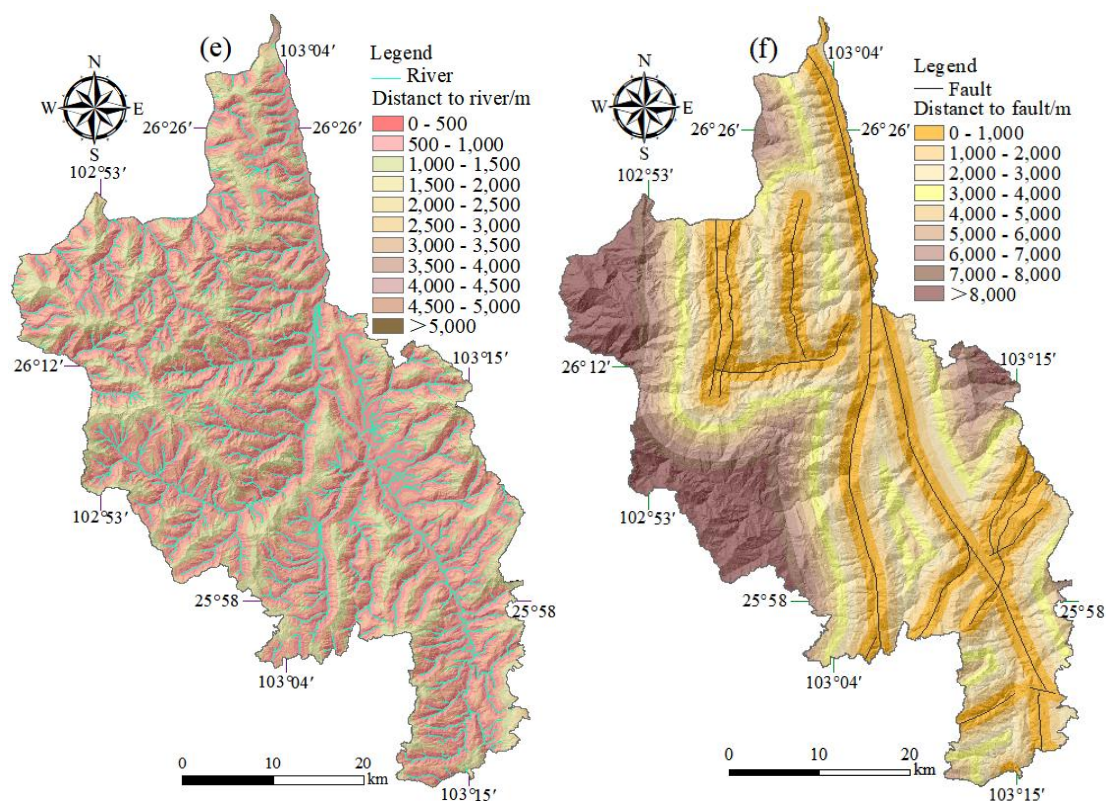 (e)
103°04′
Legend
River
Distanct to river/m
0 - 500
500 - 1,000
1,000 - 1,500
1,500 - 2,000
2,000 - 2,500
2,500 - 3,000
3,000 - 3,500
3,500 - 4,000
4,000 - 4,500
4,500 - 5,000
>5,000
N
W E
S
26°26′
26°26′
102°53′
26°12′
103°15′
102°53′
25°58
25°58
103°04′
0 10 20
km
103°15′
(f)
103°04′
Legend
Fault
Distanct to fault/m
0 - 1,000
1,000 - 2,000
2,000 - 3,000
3,000 - 4,000
4,000 - 5,000
5,000 - 6,000
6,000 - 7,000
7,000 - 8,000
>8,000
N
W E
S
26°26′
26°26′
102°53′
26°12′
103°15′
102°53′
25°58′
25°58
103°04′
0 10 20
km
103°15′